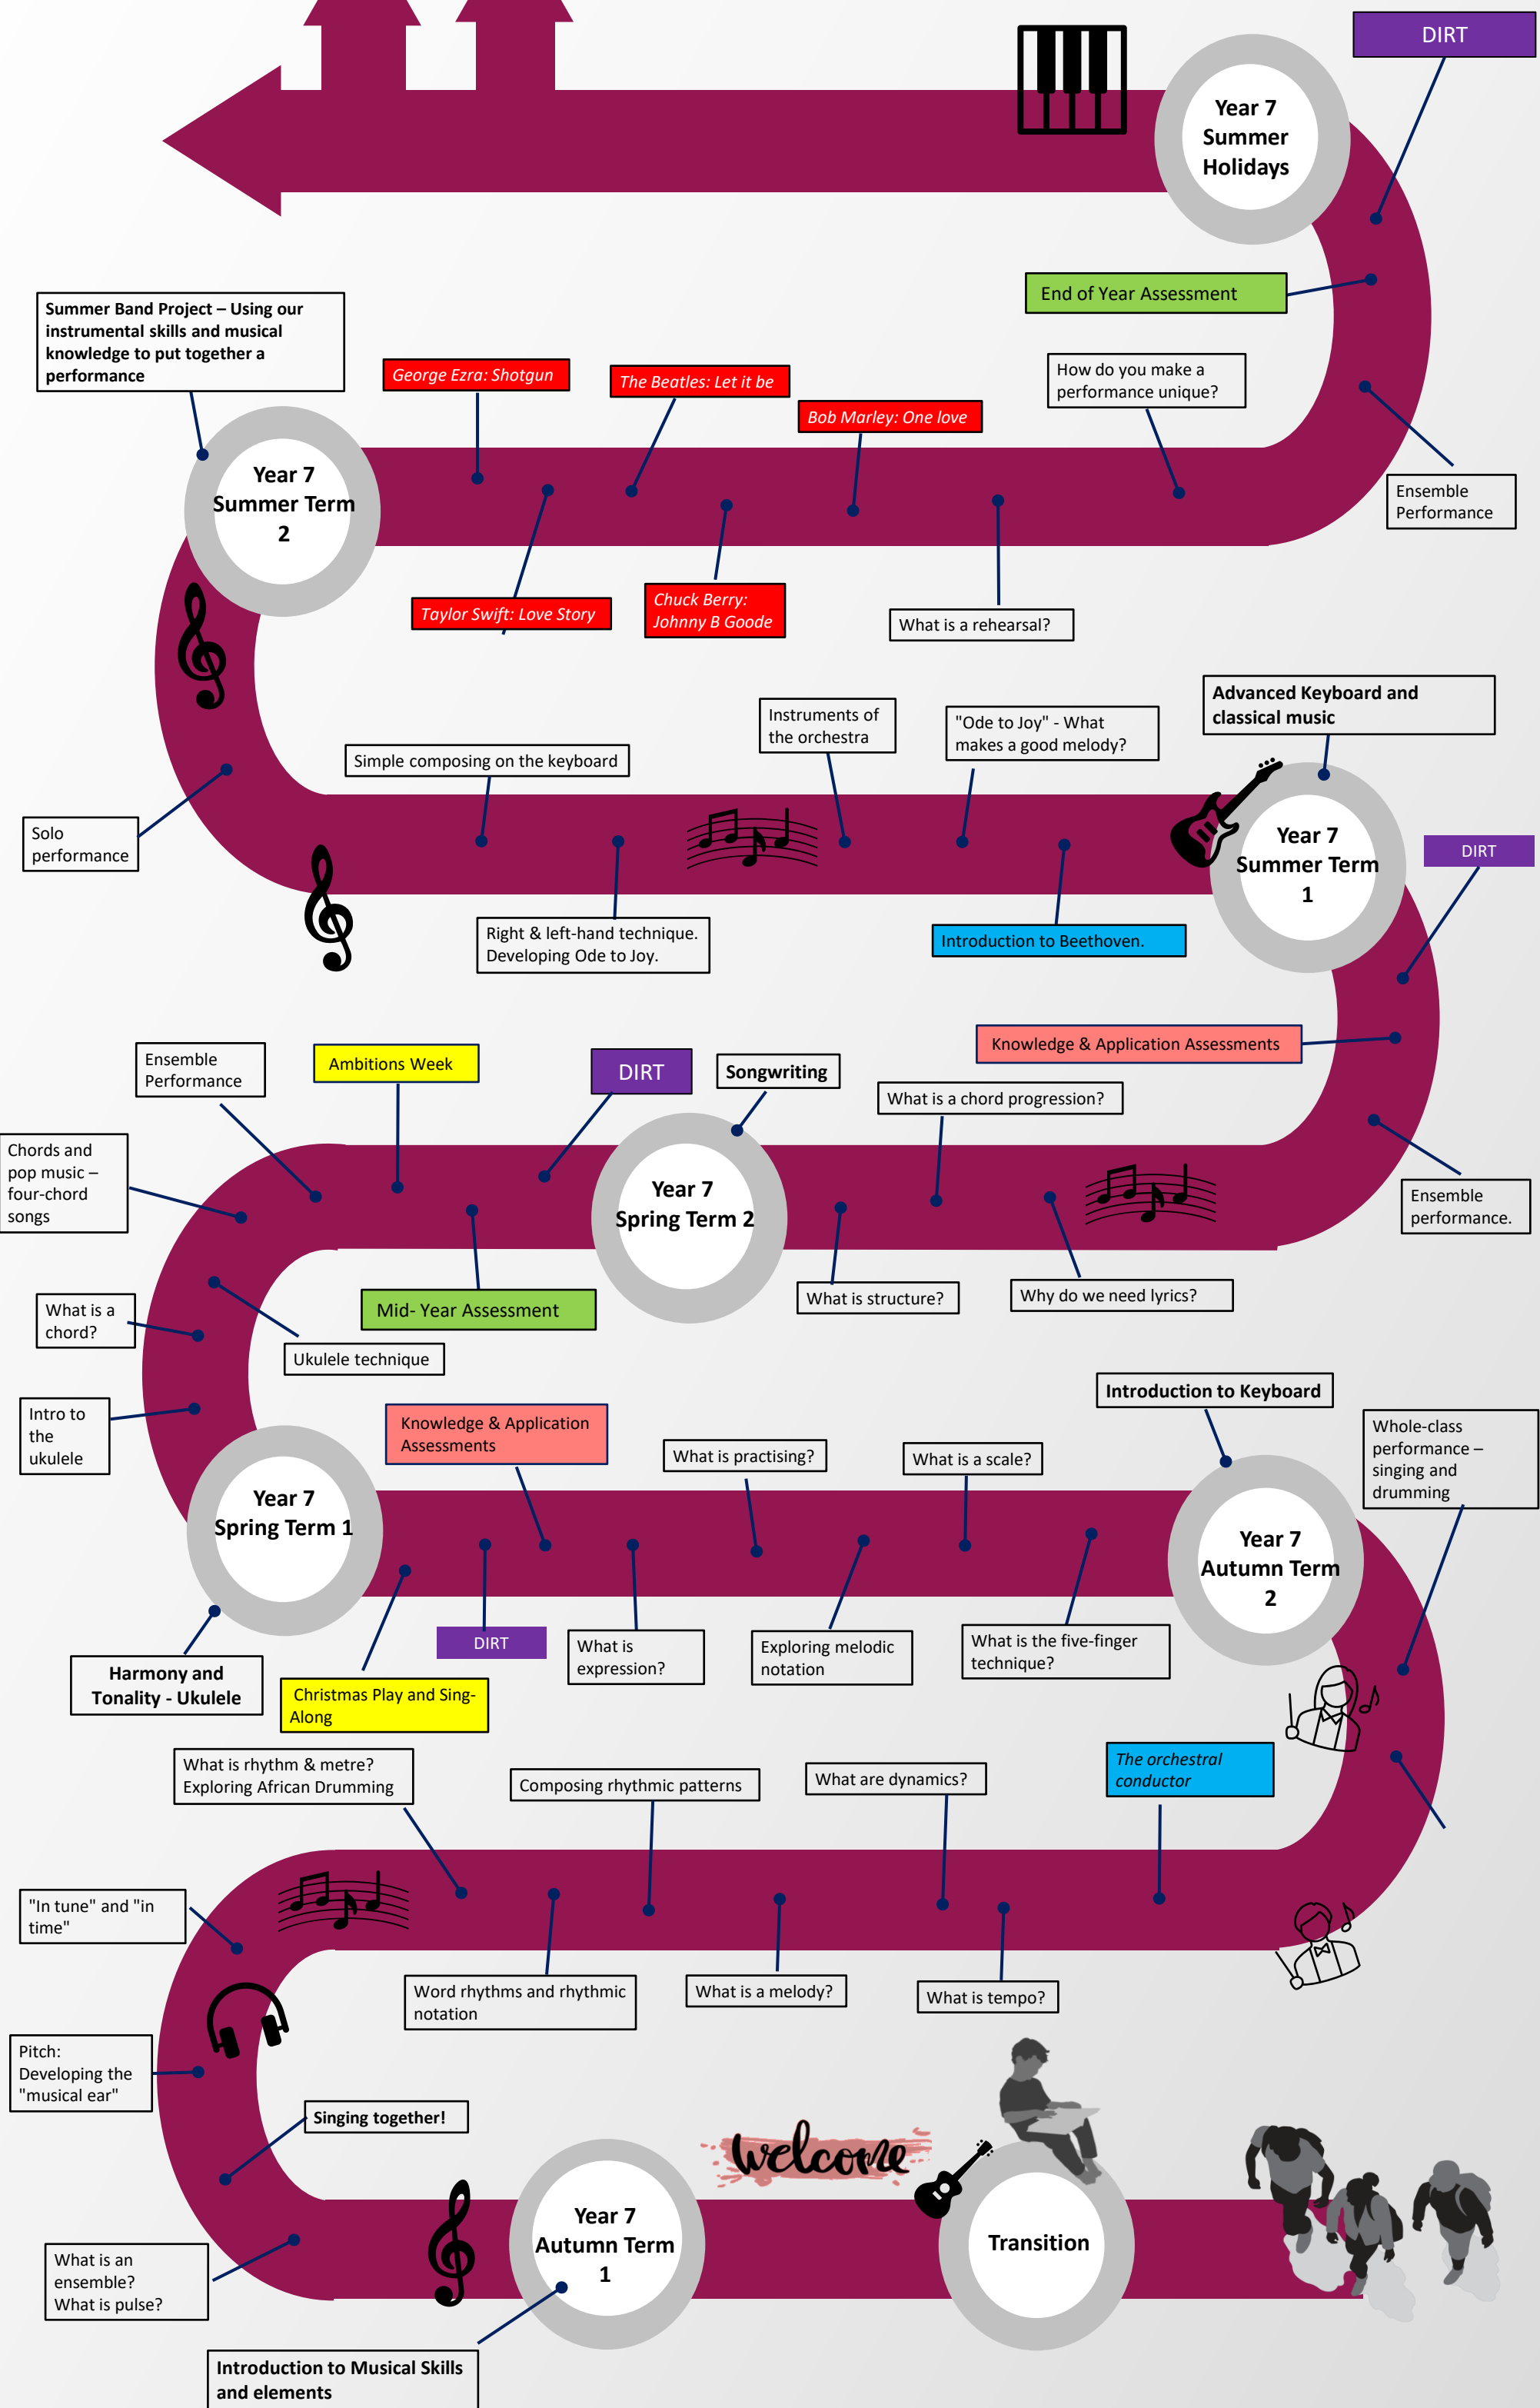 DIRT
Year 7
Summer
Holidays
End of Year Assessment
Summer Band Project – Using our
instrumental skills and musical
knowledge to put together a
performance
George Ezra: Shotgun
The Beatles: Let it be
Bob Marley: One love
How do you make a
performance unique?
Ensemble
Performance
Year 7
Summer Term
2
Taylor Swift: Love Story
Chuck Berry:
Johnny B Goode
What is a rehearsal?
Advanced Keyboard and
classical music
Instruments of
the orchestra
"Ode to Joy" - What
makes a good melody?
Simple composing on the keyboard
Solo
performance
Year 7
Summer Term
1
DIRT
Right & left-hand technique.
Developing Ode to Joy.
Introduction to Beethoven.
Knowledge & Application Assessments
Ensemble
Performance
Ambitions Week
DIRT
Songwriting
What is a chord progression?
Chords and
pop music –
four-chord
songs
Year 7
Spring Term 2
Ensemble
performance.
What is a
chord?
Mid- Year Assessment
What is structure?
Why do we need lyrics?
Ukulele technique
Introduction to Keyboard
Intro to
the
ukulele
Knowledge & Application
Assessments
What is practising?
What is a scale?
Whole-class
performance –
singing and
drumming
Year 7
Spring Term 1
Year 7
Autumn Term
2
DIRT
What is
expression?
Exploring melodic
notation
What is the five-finger
technique?
Harmony and
Tonality - Ukulele
Christmas Play and Sing-
Along
What is rhythm & metre?
Exploring African Drumming
Composing rhythmic patterns
What are dynamics?
The orchestral
conductor
"In tune" and "in
time"
Word rhythms and rhythmic
notation
What is a melody?
What is tempo?
Pitch:
Developing the
"musical ear"
Singing together!
welcome
Year 7
Autumn Term
1
Transition
What is an
ensemble?
What is pulse?
Introduction to Musical Skills
and elements